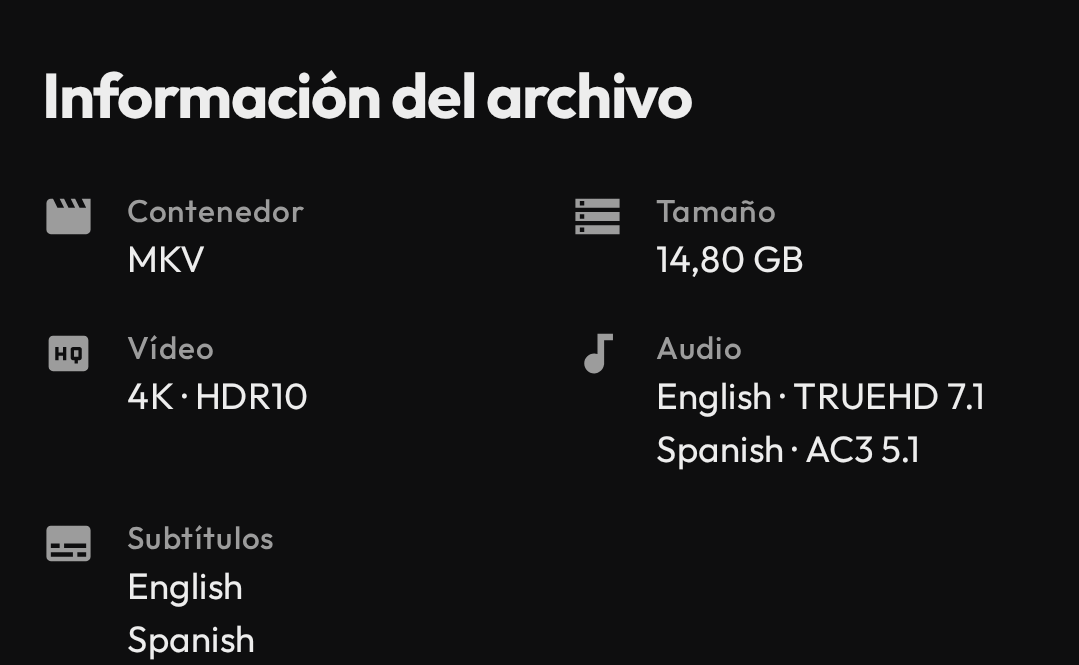 Información del archivo
Contenedor
MKV
Tamaño
14,80 GB
HQ
Vídeo
4K · HDR10
Audio
English · TRUEHD 7.1
Spanish · AC3 5.1
Subtítulos
English
Spanish